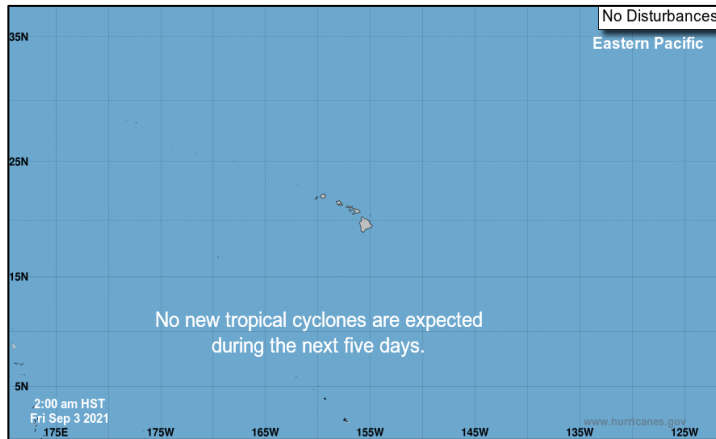 No Disturbances
Eastern Pacific
35N
25N
15N
No new tropical cyclones are expected
during the next five days.
5N
2:00 am HST
Fri Sep 3 2021
www.hurricanes.gov
175E 175W 165W 155W 145W 135W 125W